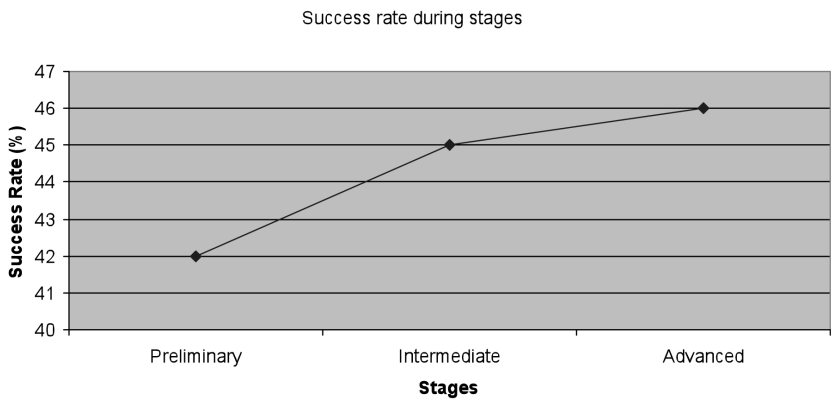 Success rate during stages
47
46
45
44
43
42
41
40
Success Rate (%)
Preliminary Intermediate Advanced
Stages